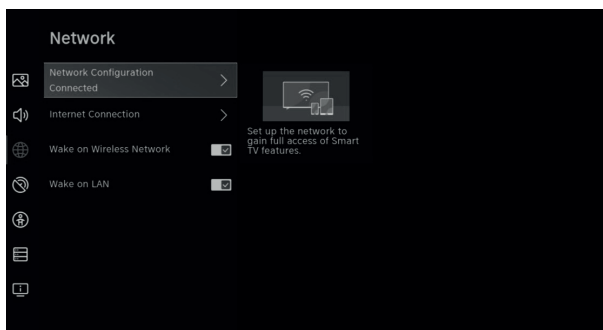 Network
Network Configuration
Connected
Internet Connection
Wake on Wireless Network
Wake on LAN
Set up the network to
gain full access of Smart
TV features.